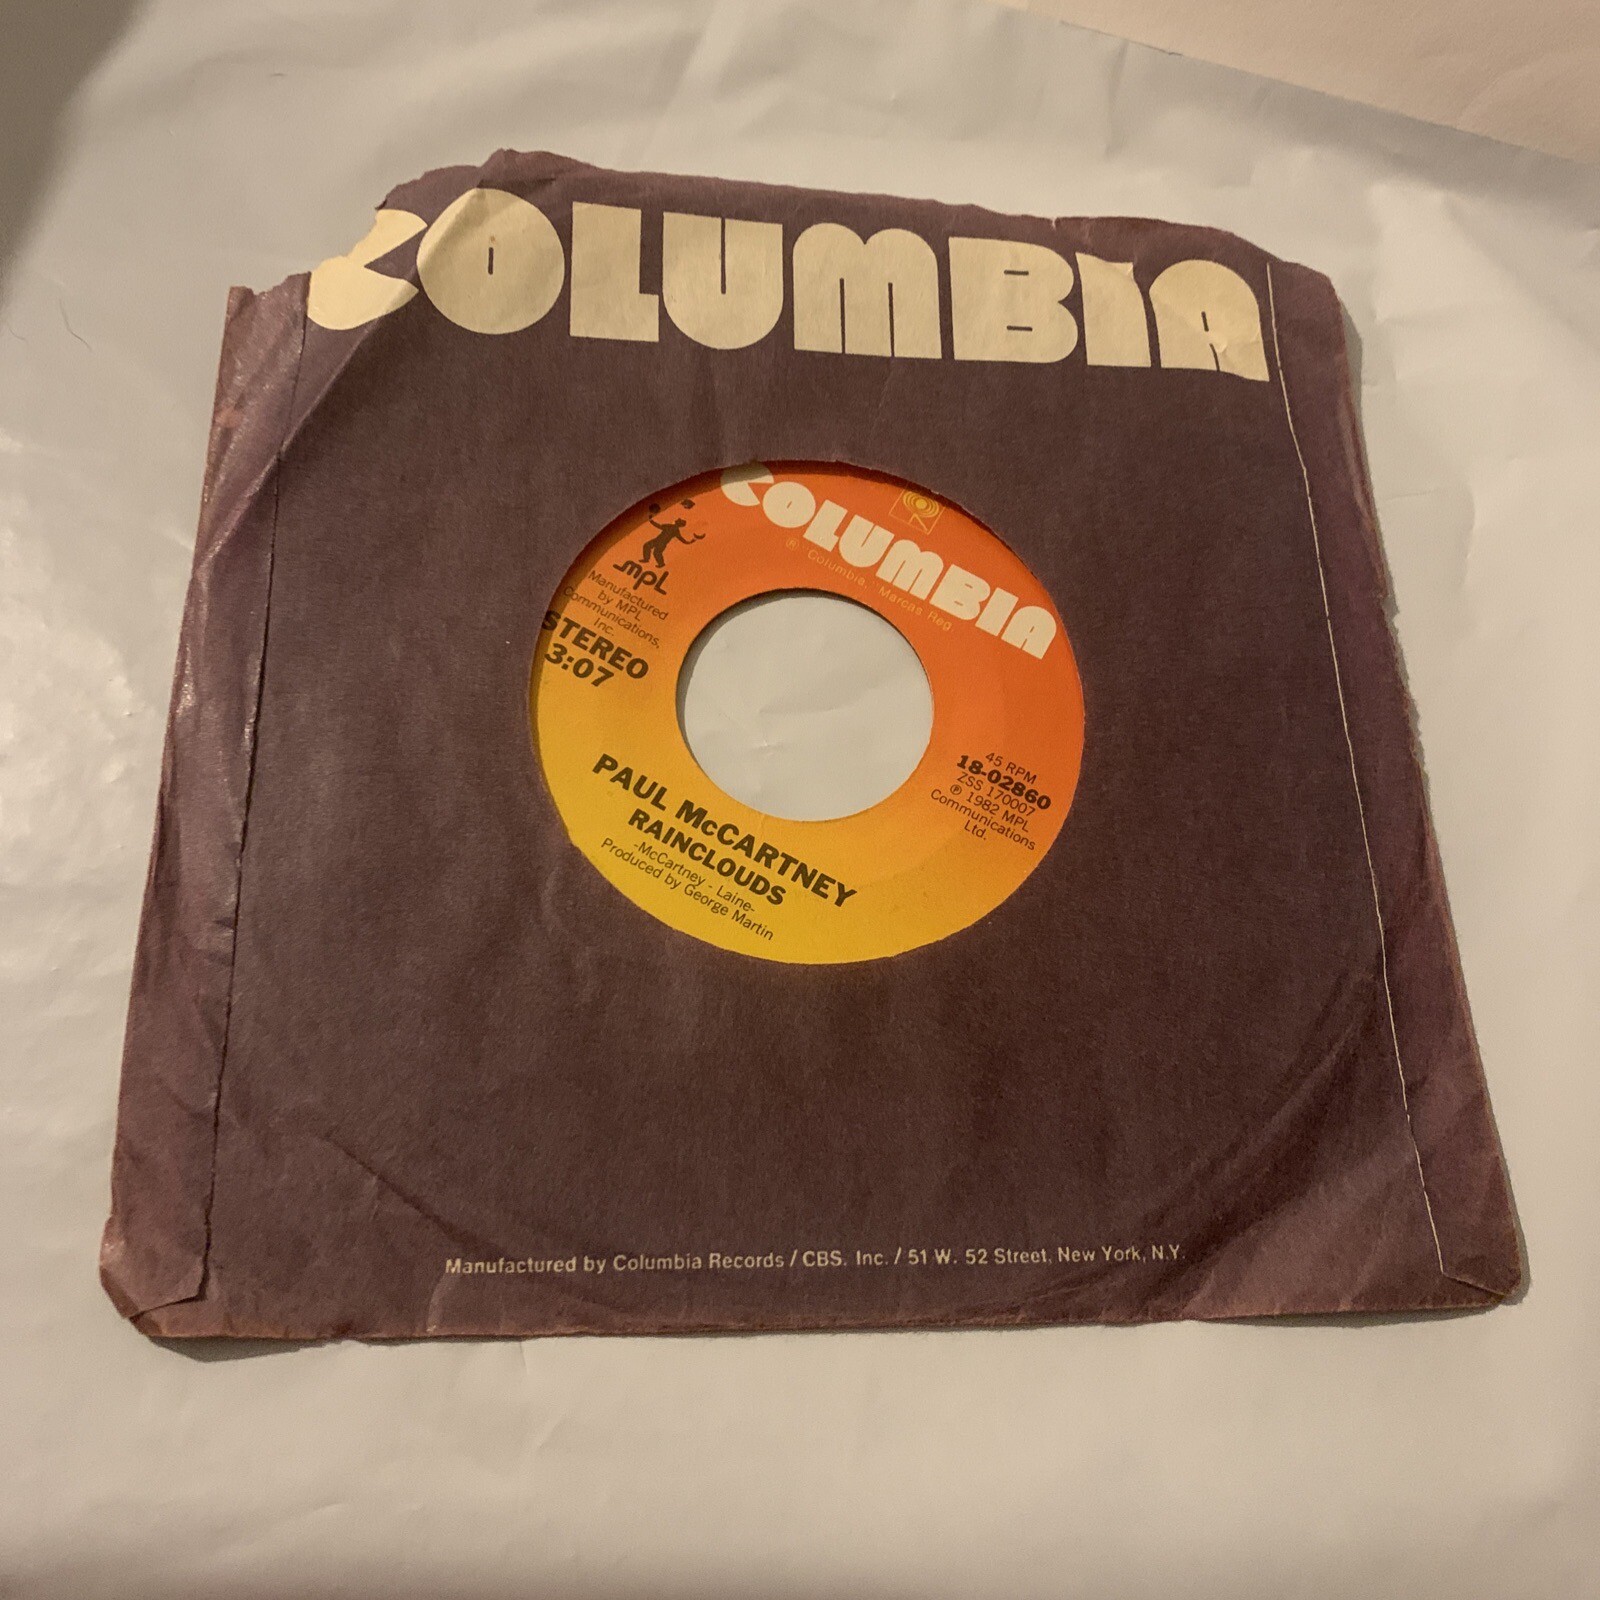 COLUMBIA
COLUMBIA
® "Columbia," Marcas Reg.
mpl
Manufactured
by MPL
Communications,
Inc.
STEREO
3:07
45 RPM
18-02860
ZSS 170007
℗ 1982 MPL
Communications
Ltd.
PAUL McCARTNEY
RAINCLOUDS
-McCartney - Laine-
Produced by George Martin
Manufactured by Columbia Records / CBS. Inc. / 51 W. 52 Street, New York, N.Y.